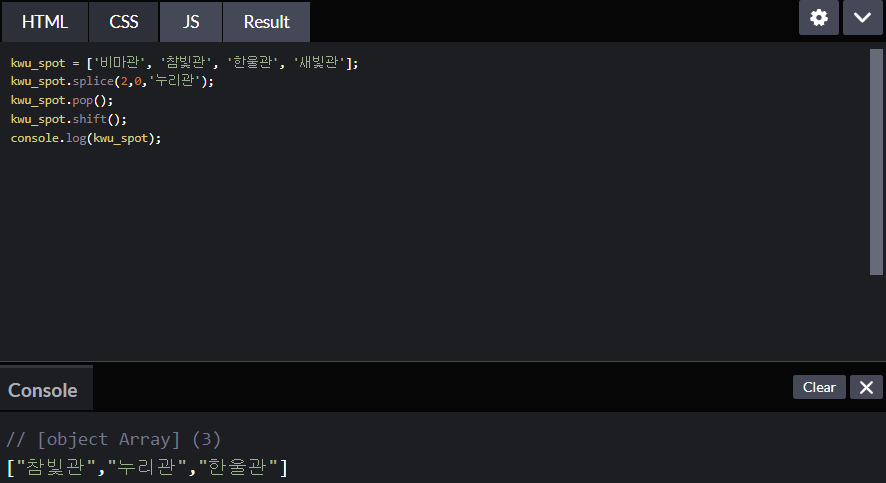 HTML CSS JS Result
kwu_spot = ['비마관', '참빛관', '한울관', '새빛관'];
kwu_spot.splice(2,0,'누리관');
kwu_spot.pop();
kwu_spot.shift();
console.log(kwu_spot);
Console Clear
// [object Array] (3)
["참빛관","누리관","한울관"]